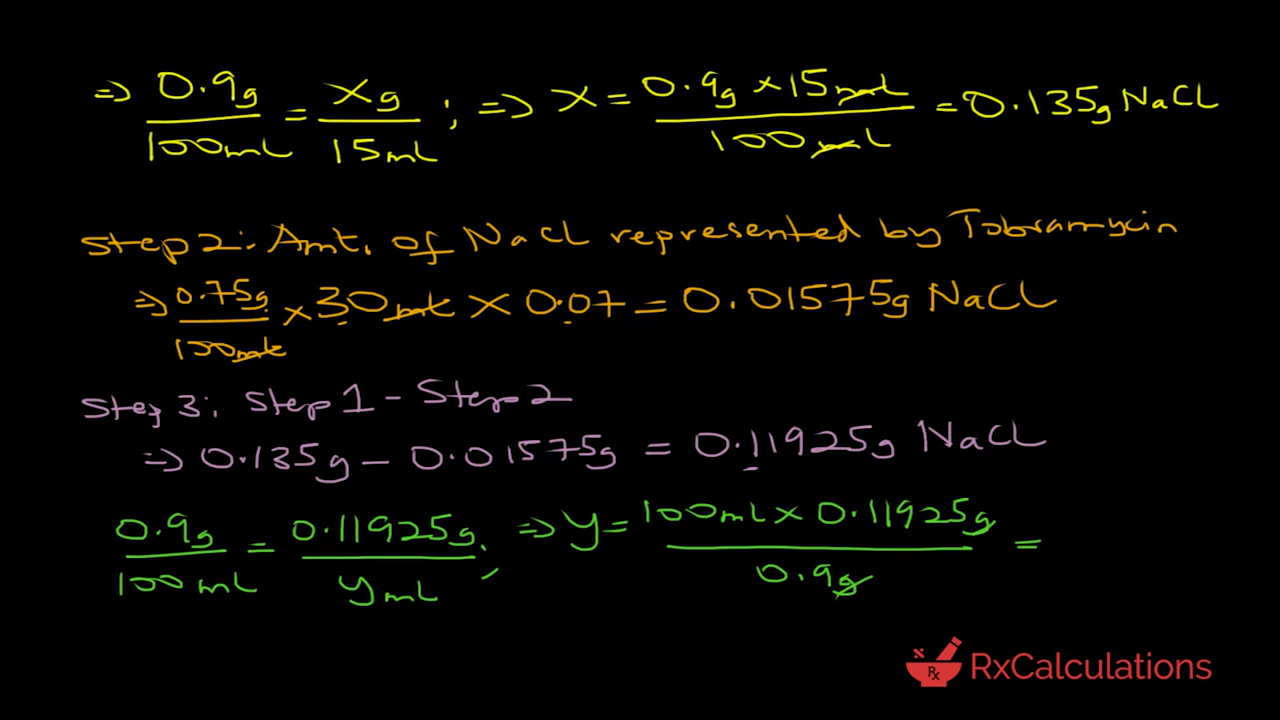 ⇒ 0.9g/100mL = xg/15mL ; ⇒ x = 0.9g × 15mL/100mL = 0.135g NaCL
Step 2: Amt. of NaCL represented by Tobramycin
⇒ 0.75g/100mL × 30mL × 0.07 = 0.01575g NaCL
Step 3: Step 1 - Step 2
⇒ 0.135g - 0.01575g = 0.11925g NaCL
0.9g/100mL = 0.11925g/y mL ; ⇒ y = 100mL × 0.11925g/0.9g =
Rx RxCalculations